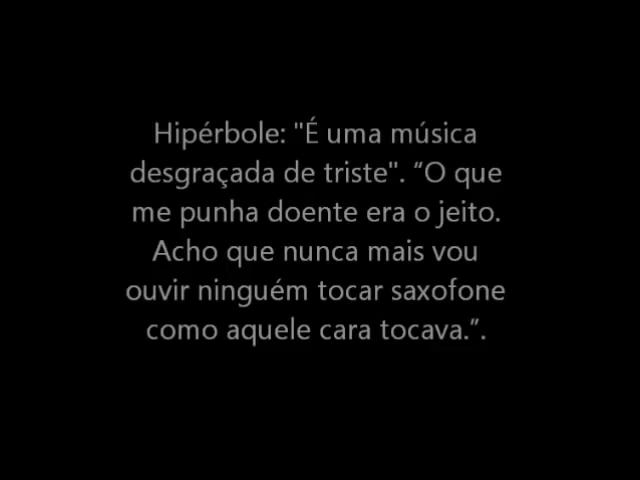 Hipérbole: "É uma música
desgraçada de triste". “O que
me punha doente era o jeito.
Acho que nunca mais vou
ouvir ninguém tocar saxofone
como aquele cara tocava.”.